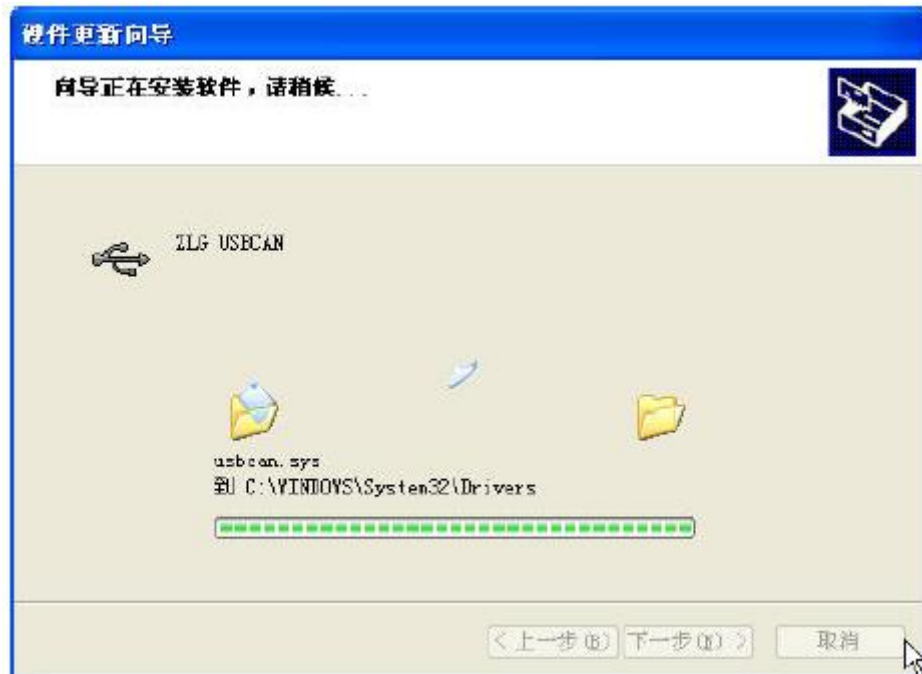 硬件更新向导
向导正在安装软件，请稍候...
ZLG USBCAN
usbcan.sys
到 C:\WINDOWS\System32\Drivers
< 上一步(B)
下一步(N) >
取消